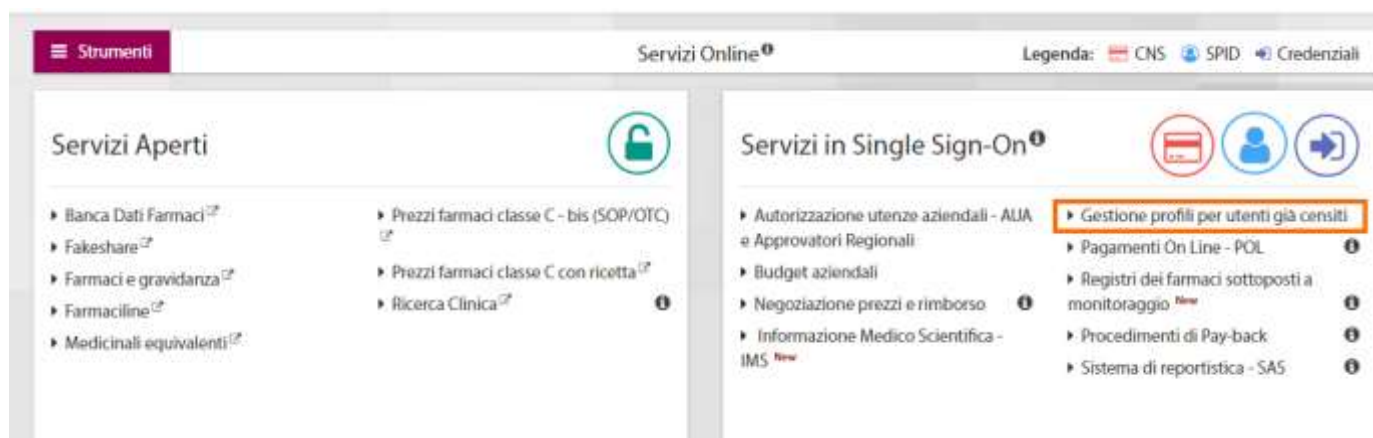 Strumenti
Servizi Online
Legenda: CNS SPID Credenziali
Servizi Aperti
Banca Dati Farmaci
Fakeshare
Farmaci e gravidanza
Farmaciline
Medicinali equivalenti
Prezzi farmaci classe C - bis (SOP/OTC)
Prezzi farmaci classe C con ricetta
Ricerca Clinica
Servizi in Single Sign-On
Autorizzazione utenze aziendali - AUA
e Approvatori Regionali
Budget aziendali
Negoziazione prezzi e rimborso
Informazione Medico Scientifica -
IMS New
Gestione profili per utenti già censiti
Pagamenti On Line - POL
Registri dei farmaci sottoposti a
monitoraggio New
Procedimenti di Pay-back
Sistema di reportistica - SAS